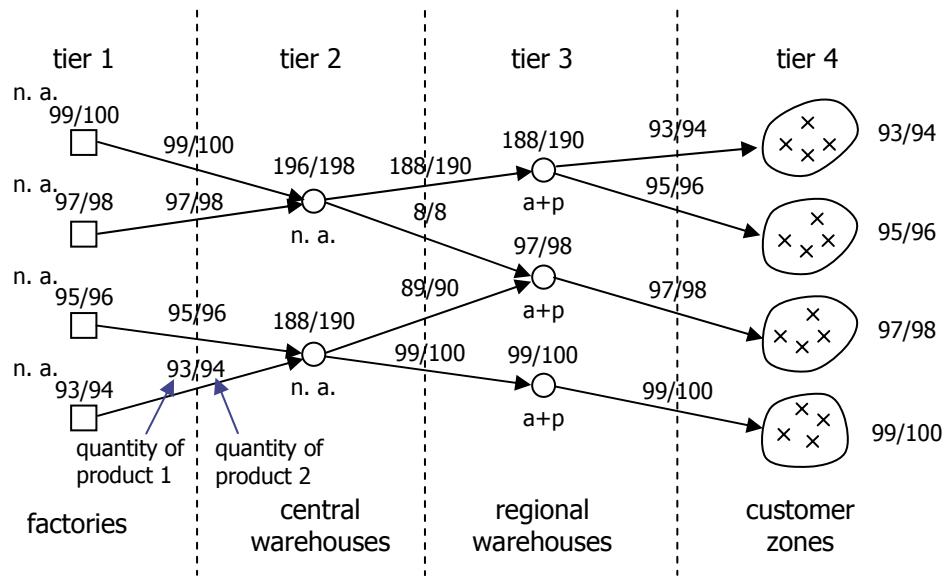 tier 1
tier 2
tier 3
tier 4
n. a.
99/100
99/100
n. a.
97/98
97/98
n. a.
95/96
95/96
n. a.
93/94
93/94
quantity of
product 1
quantity of
product 2
196/198
n. a.
188/190
8/8
188/190
n. a.
89/90
99/100
188/190
a+p
93/94
95/96
97/98
a+p
97/98
99/100
a+p
99/100
93/94
95/96
97/98
99/100
factories
central
warehouses
regional
warehouses
customer
zones